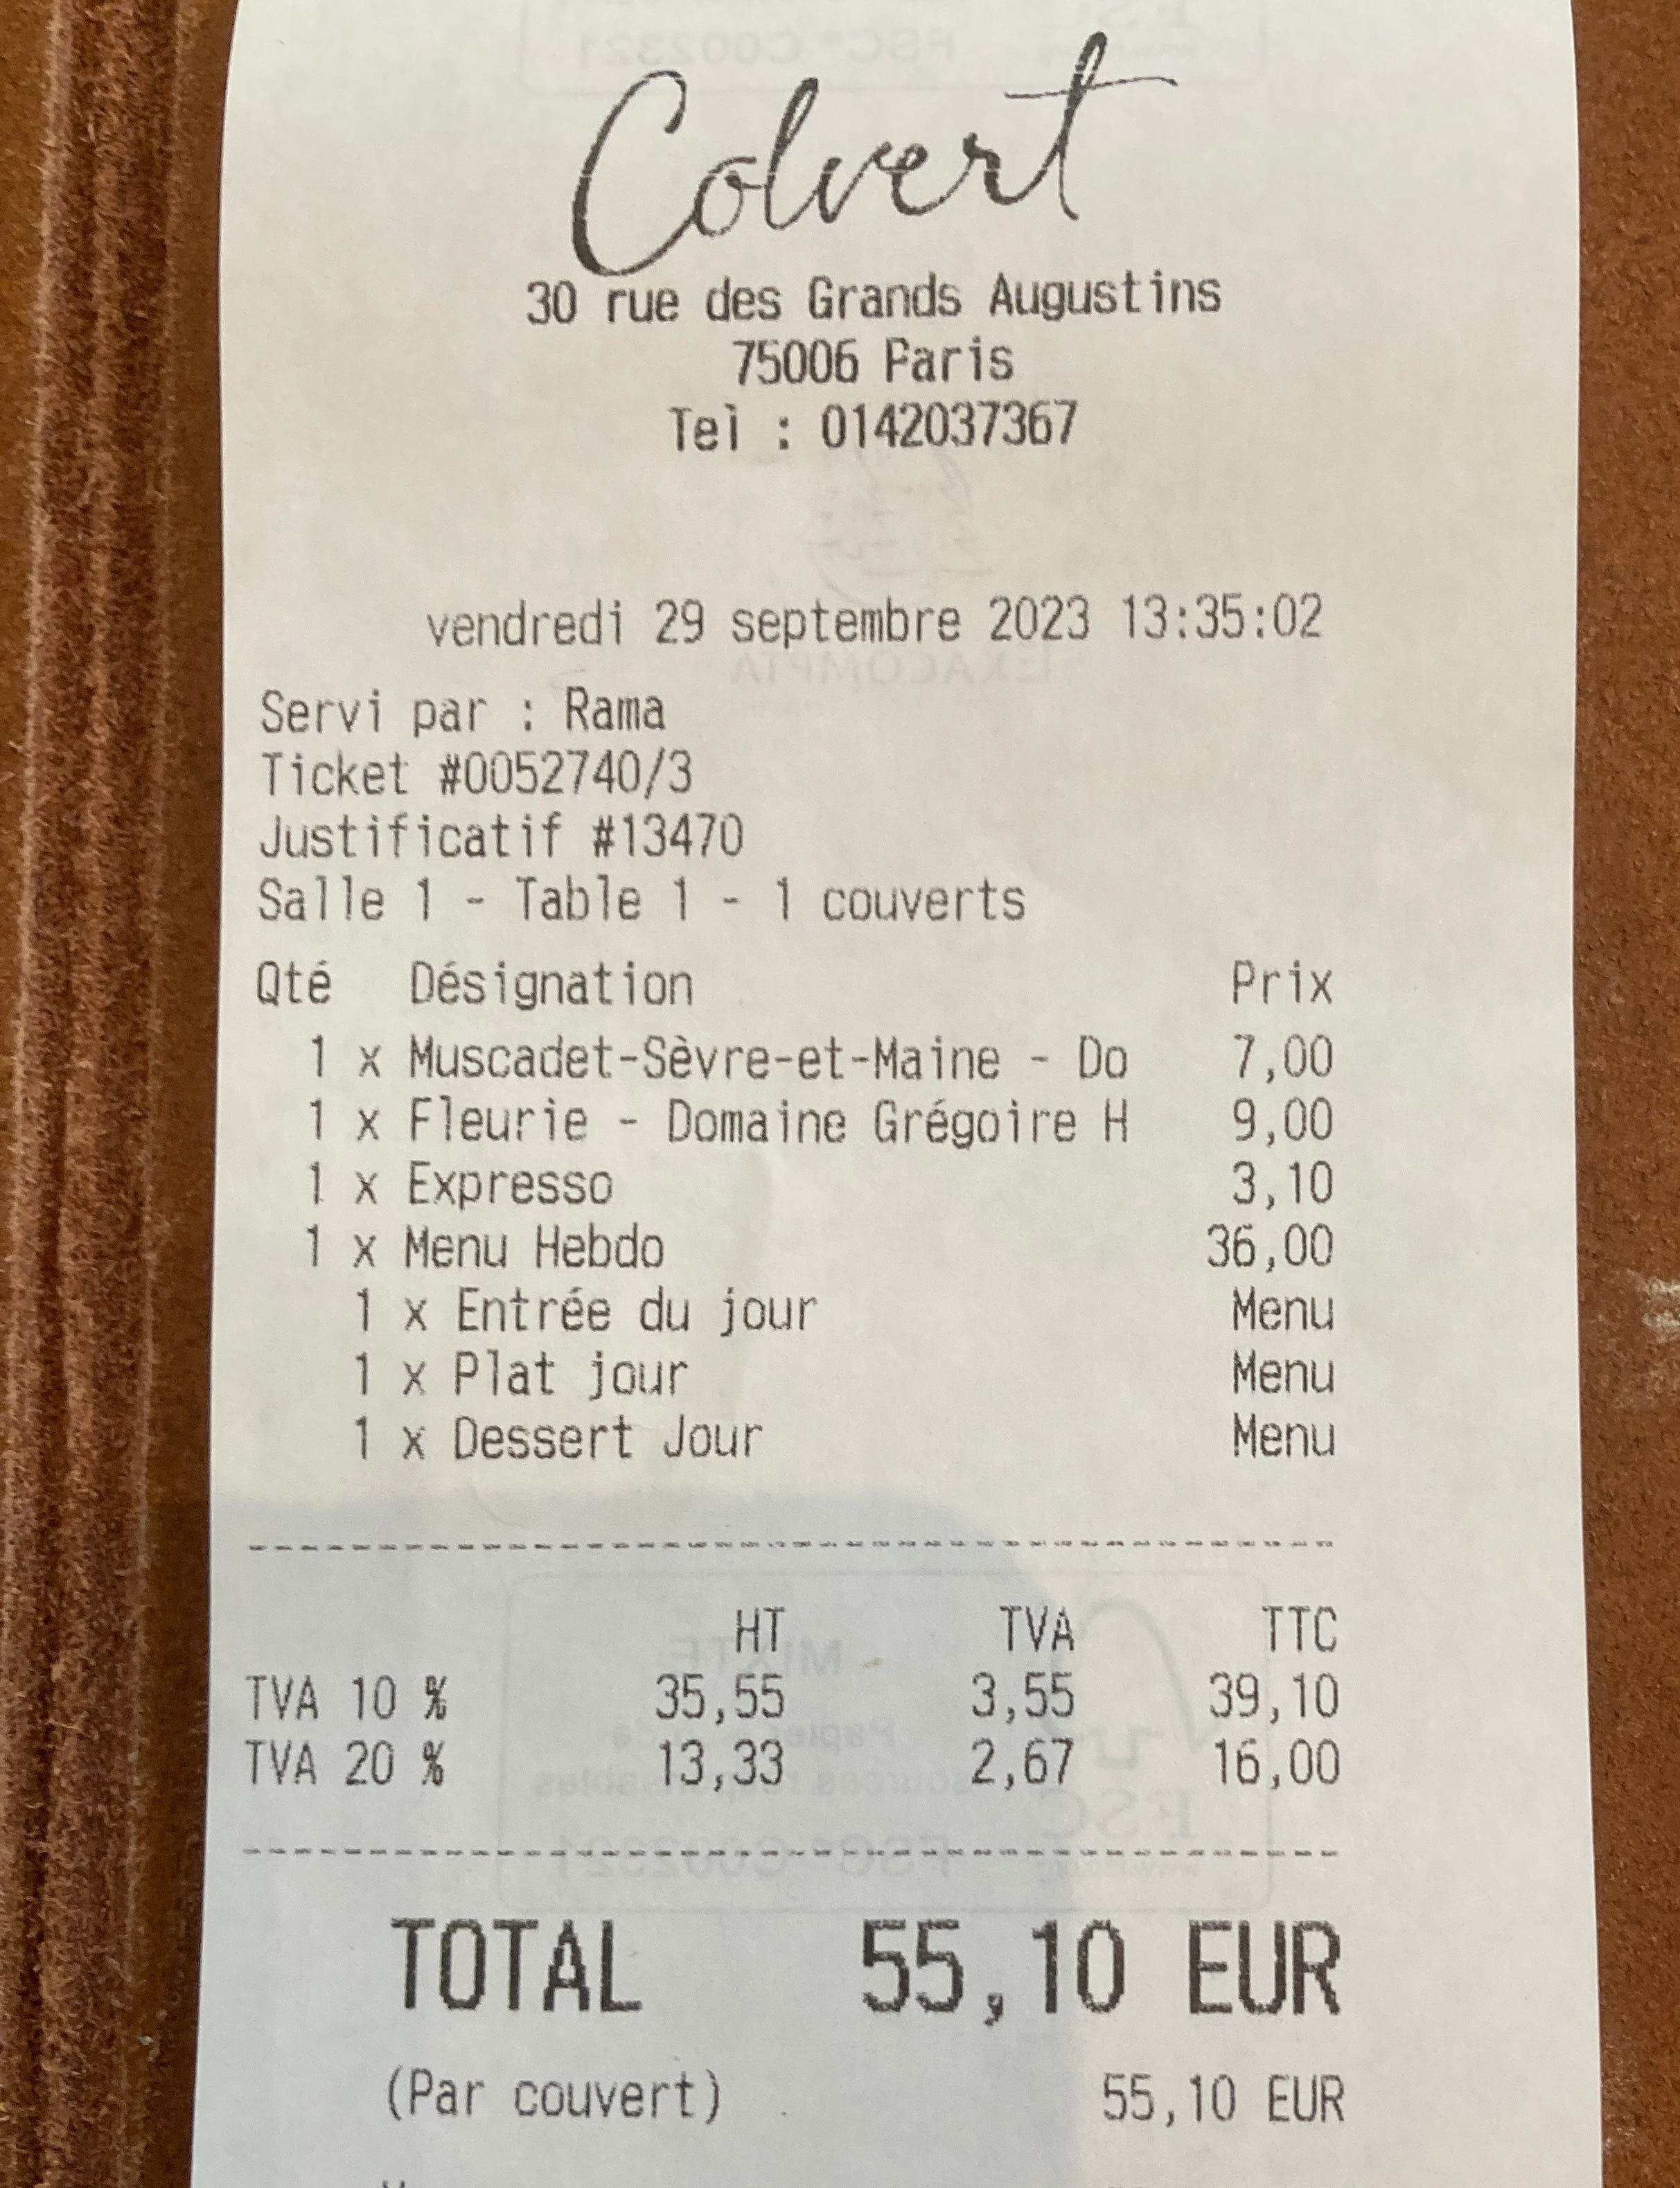 Colvert
30 rue des Grands Augustins
75006 Paris
Tel : 0142037367
vendredi 29 septembre 2023 13:35:02
EXACOMPTA
Servi par : Rama
Ticket #0052740/3
Justificatif #13470
Salle 1 - Table 1 - 1 couverts
Qté Désignation Prix
1 x Muscadet-Sèvre-et-Maine - Do 7,00
1 x Fleurie - Domaine Grégoire H 9,00
1 x Expresso 3,10
1 x Menu Hebdo 36,00
1 x Entrée du jour Menu
1 x Plat jour Menu
1 x Dessert Jour Menu
HT TVA TTC
TVA 10 % 35,55 3,55 39,10
TVA 20 % 13,33 2,67 16,00
TOTAL 55,10 EUR
(Par couvert) 55,10 EUR